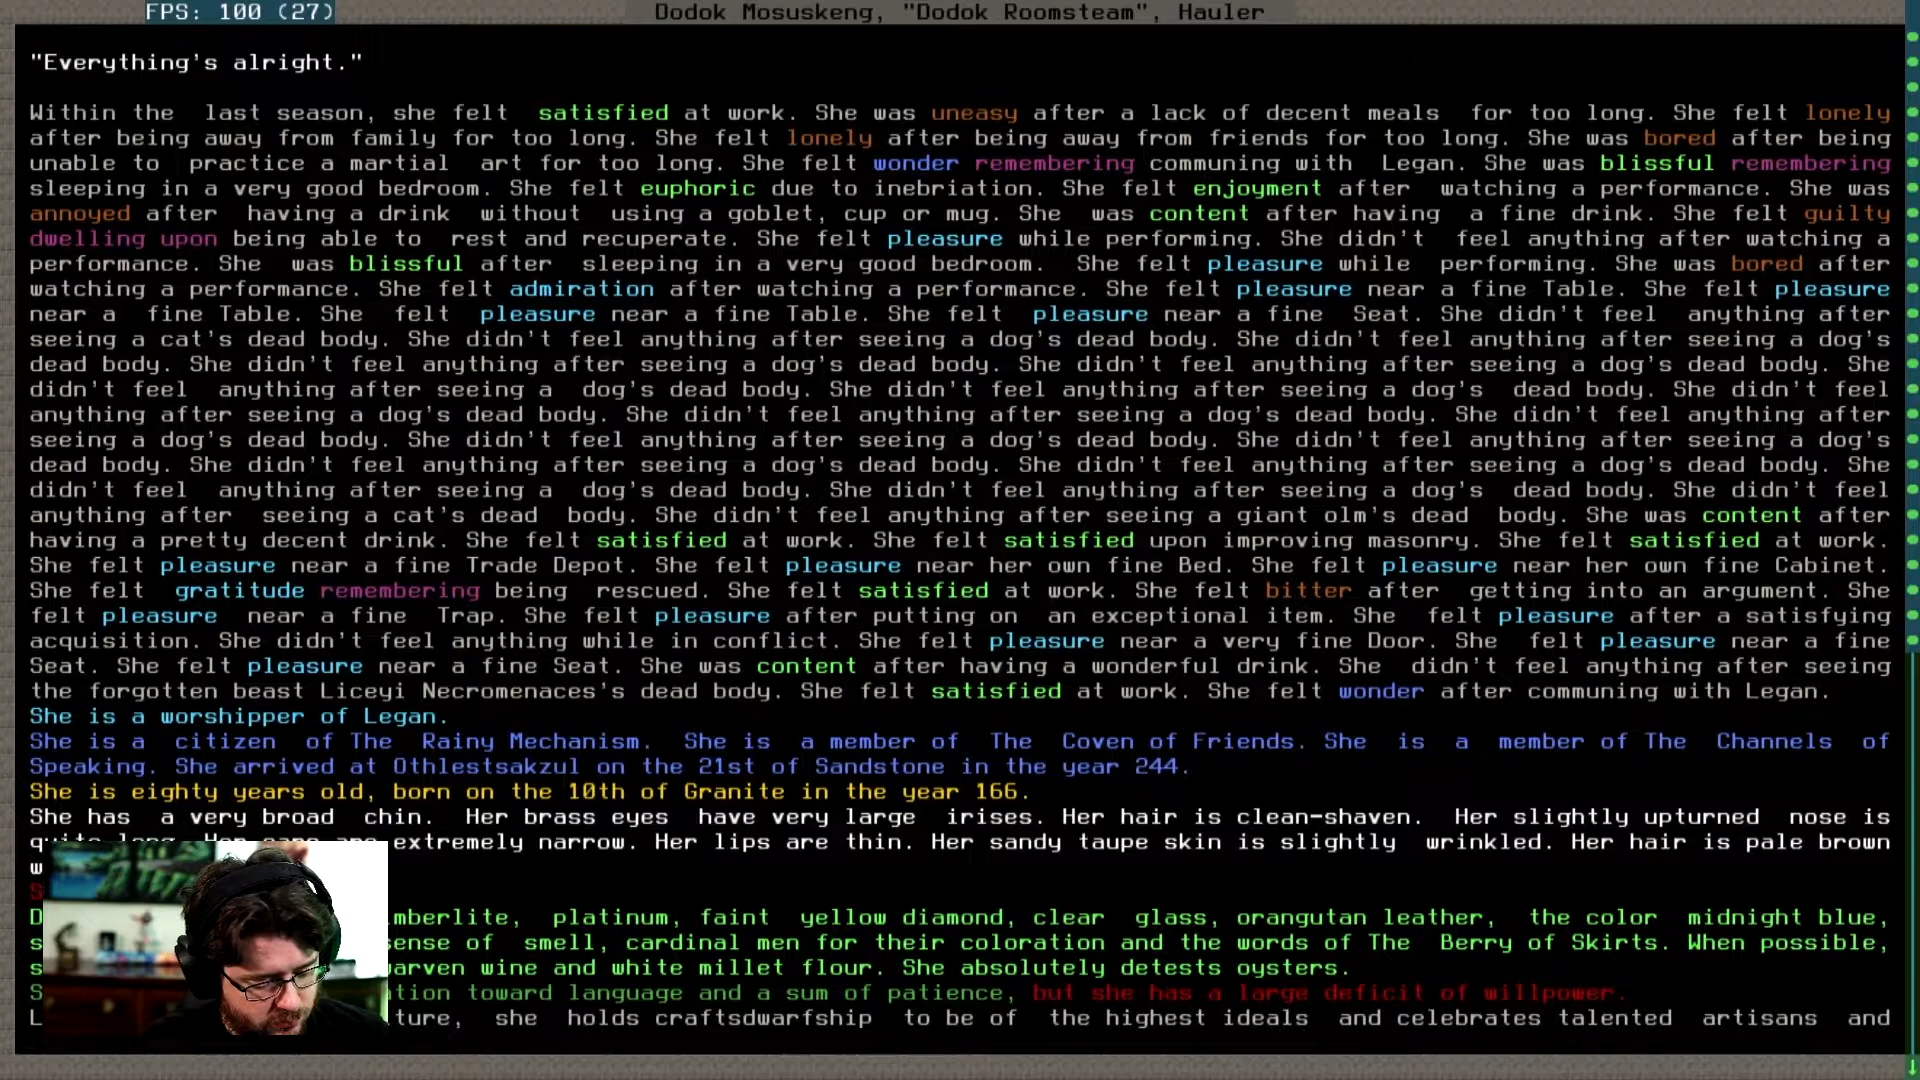 FPS: 100 (27)
Dodok Mosuskeng, "Dodok Roomsteam", Hauler
"Everything's alright."
Within the last season, she felt satisfied at work. She was uneasy after a lack of decent meals for too long. She felt lonely
after being away from family for too long. She felt lonely after being away from friends for too long. She was bored after being
unable to practice a martial art for too long. She felt wonder remembering communing with Legan. She was blissful remembering
sleeping in a very good bedroom. She felt euphoric due to inebriation. She felt enjoyment after watching a performance. She was
annoyed after having a drink without using a goblet, cup or mug. She was content after having a fine drink. She felt guilty
dwelling upon being able to rest and recuperate. She felt pleasure while performing. She didn't feel anything after watching a
performance. She was blissful after sleeping in a very good bedroom. She felt pleasure while performing. She was bored after
watching a performance. She felt admiration after watching a performance. She felt pleasure near a fine Table. She felt pleasure
near a fine Table. She felt pleasure near a fine Table. She felt pleasure near a fine Seat. She didn't feel anything after
seeing a cat's dead body. She didn't feel anything after seeing a dog's dead body. She didn't feel anything after seeing a dog's
dead body. She didn't feel anything after seeing a dog's dead body. She didn't feel anything after seeing a dog's dead body. She
didn't feel anything after seeing a dog's dead body. She didn't feel anything after seeing a dog's dead body. She didn't feel
anything after seeing a dog's dead body. She didn't feel anything after seeing a dog's dead body. She didn't feel anything after
seeing a dog's dead body. She didn't feel anything after seeing a dog's dead body. She didn't feel anything after seeing a dog's
dead body. She didn't feel anything after seeing a dog's dead body. She didn't feel anything after seeing a dog's dead body. She
didn't feel anything after seeing a dog's dead body. She didn't feel anything after seeing a dog's dead body. She didn't feel
anything after seeing a cat's dead body. She didn't feel anything after seeing a giant olm's dead body. She was content after
having a pretty decent drink. She felt satisfied at work. She felt satisfied upon improving masonry. She felt satisfied at work.
She felt pleasure near a fine Trade Depot. She felt pleasure near her own fine Bed. She felt pleasure near her own fine Cabinet.
She felt gratitude remembering being rescued. She felt satisfied at work. She felt bitter after getting into an argument. She
felt pleasure near a fine Trap. She felt pleasure after putting on an exceptional item. She felt pleasure after a satisfying
acquisition. She didn't feel anything while in conflict. She felt pleasure near a very fine Door. She felt pleasure near a fine
Seat. She felt pleasure near a fine Seat. She was content after having a wonderful drink. She didn't feel anything after seeing
the forgotten beast Liceyi Necromenaces's dead body. She felt satisfied at work. She felt wonder after communing with Legan.
She is a worshipper of Legan.
She is a citizen of The Rainy Mechanism. She is a member of The Coven of Friends. She is a member of The Channels of
Speaking. She arrived at Othlestsakzul on the 21st of Sandstone in the year 244.
She is eighty years old, born on the 10th of Granite in the year 166.
She has a very broad chin. Her brass eyes have very large irises. Her hair is clean-shaven. Her slightly upturned nose is
extremely narrow. Her lips are thin. Her sandy taupe skin is slightly wrinkled. Her hair is pale brown
platinum, faint yellow diamond, clear glass, orangutan leather, the color midnight blue,
sense of smell, cardinal men for their coloration and the words of The Berry of Skirts. When possible,
wine and white millet flour. She absolutely detests oysters.
toward language and a sum of patience, but she has a large deficit of willpower.
she holds craftsdwarfship to be of the highest ideals and celebrates talented artisans and